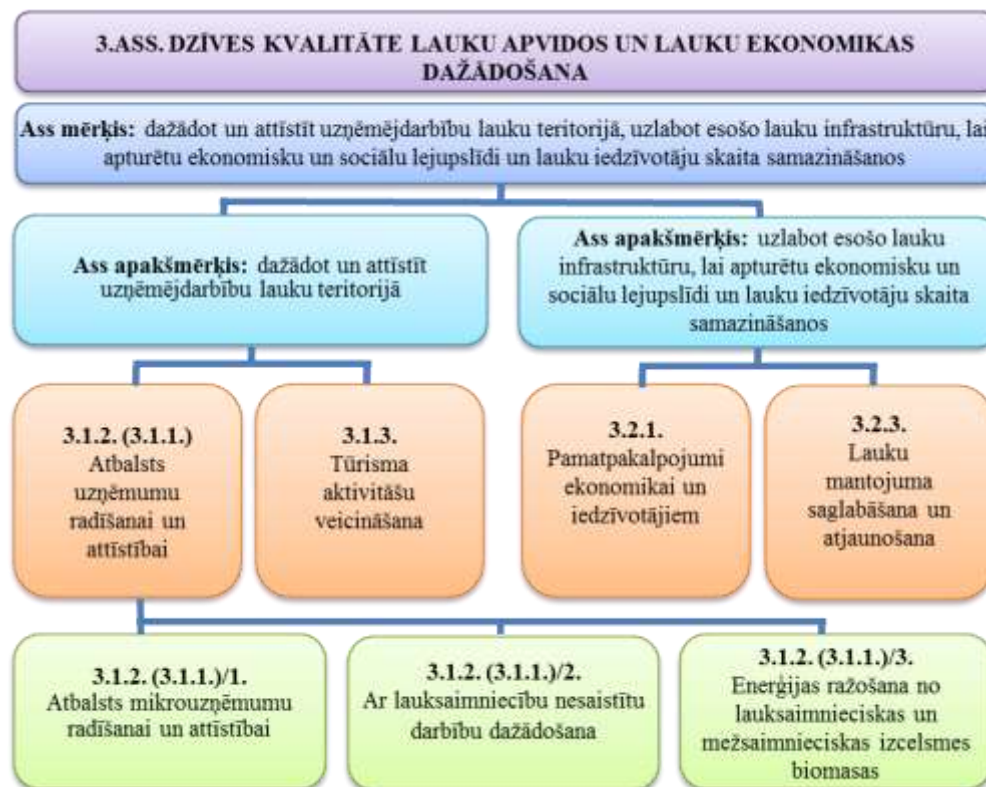 3.ASS. DZĪVES KVALITĀTE LAUKU APVIDOS UN LAUKU EKONOMIKAS
DAŽĀDOŠANA
Ass mērķis: dažādot un attīstīt uzņēmējdarbību lauku teritorijā, uzlabot esošo lauku infrastruktūru, lai
apturētu ekonomisku un sociālu lejupslīdi un lauku iedzīvotāju skaita samazināšanos
Ass apakšmērķis: dažādot un attīstīt
uzņēmējdarbību lauku teritorijā
Ass apakšmērķis: uzlabot esošo lauku
infrastruktūru, lai apturētu ekonomisku un
sociālu lejupslīdi un lauku iedzīvotāju skaita
samazināšanos
3.1.2. (3.1.1.)
Atbalsts
uzņēmumu
radīšanai un
attīstībai
3.1.3.
Tūrisma
aktivitāšu
veicināšana
3.2.1.
Pamatpakalpojumi
ekonomikai un
iedzīvotājiem
3.2.3.
Lauku
mantojuma
saglabāšana un
atjaunošana
3.1.2. (3.1.1.)/1.
Atbalsts mikrouzņēmumu
radīšanai un attīstībai
3.1.2. (3.1.1.)/2.
Ar lauksaimniecību nesaistītu
darbību dažādošana
3.1.2. (3.1.1.)/3.
Enerģijas ražošana no
lauksaimnieciskas un
mežsaimnieciskas izcelsmes
biomasas